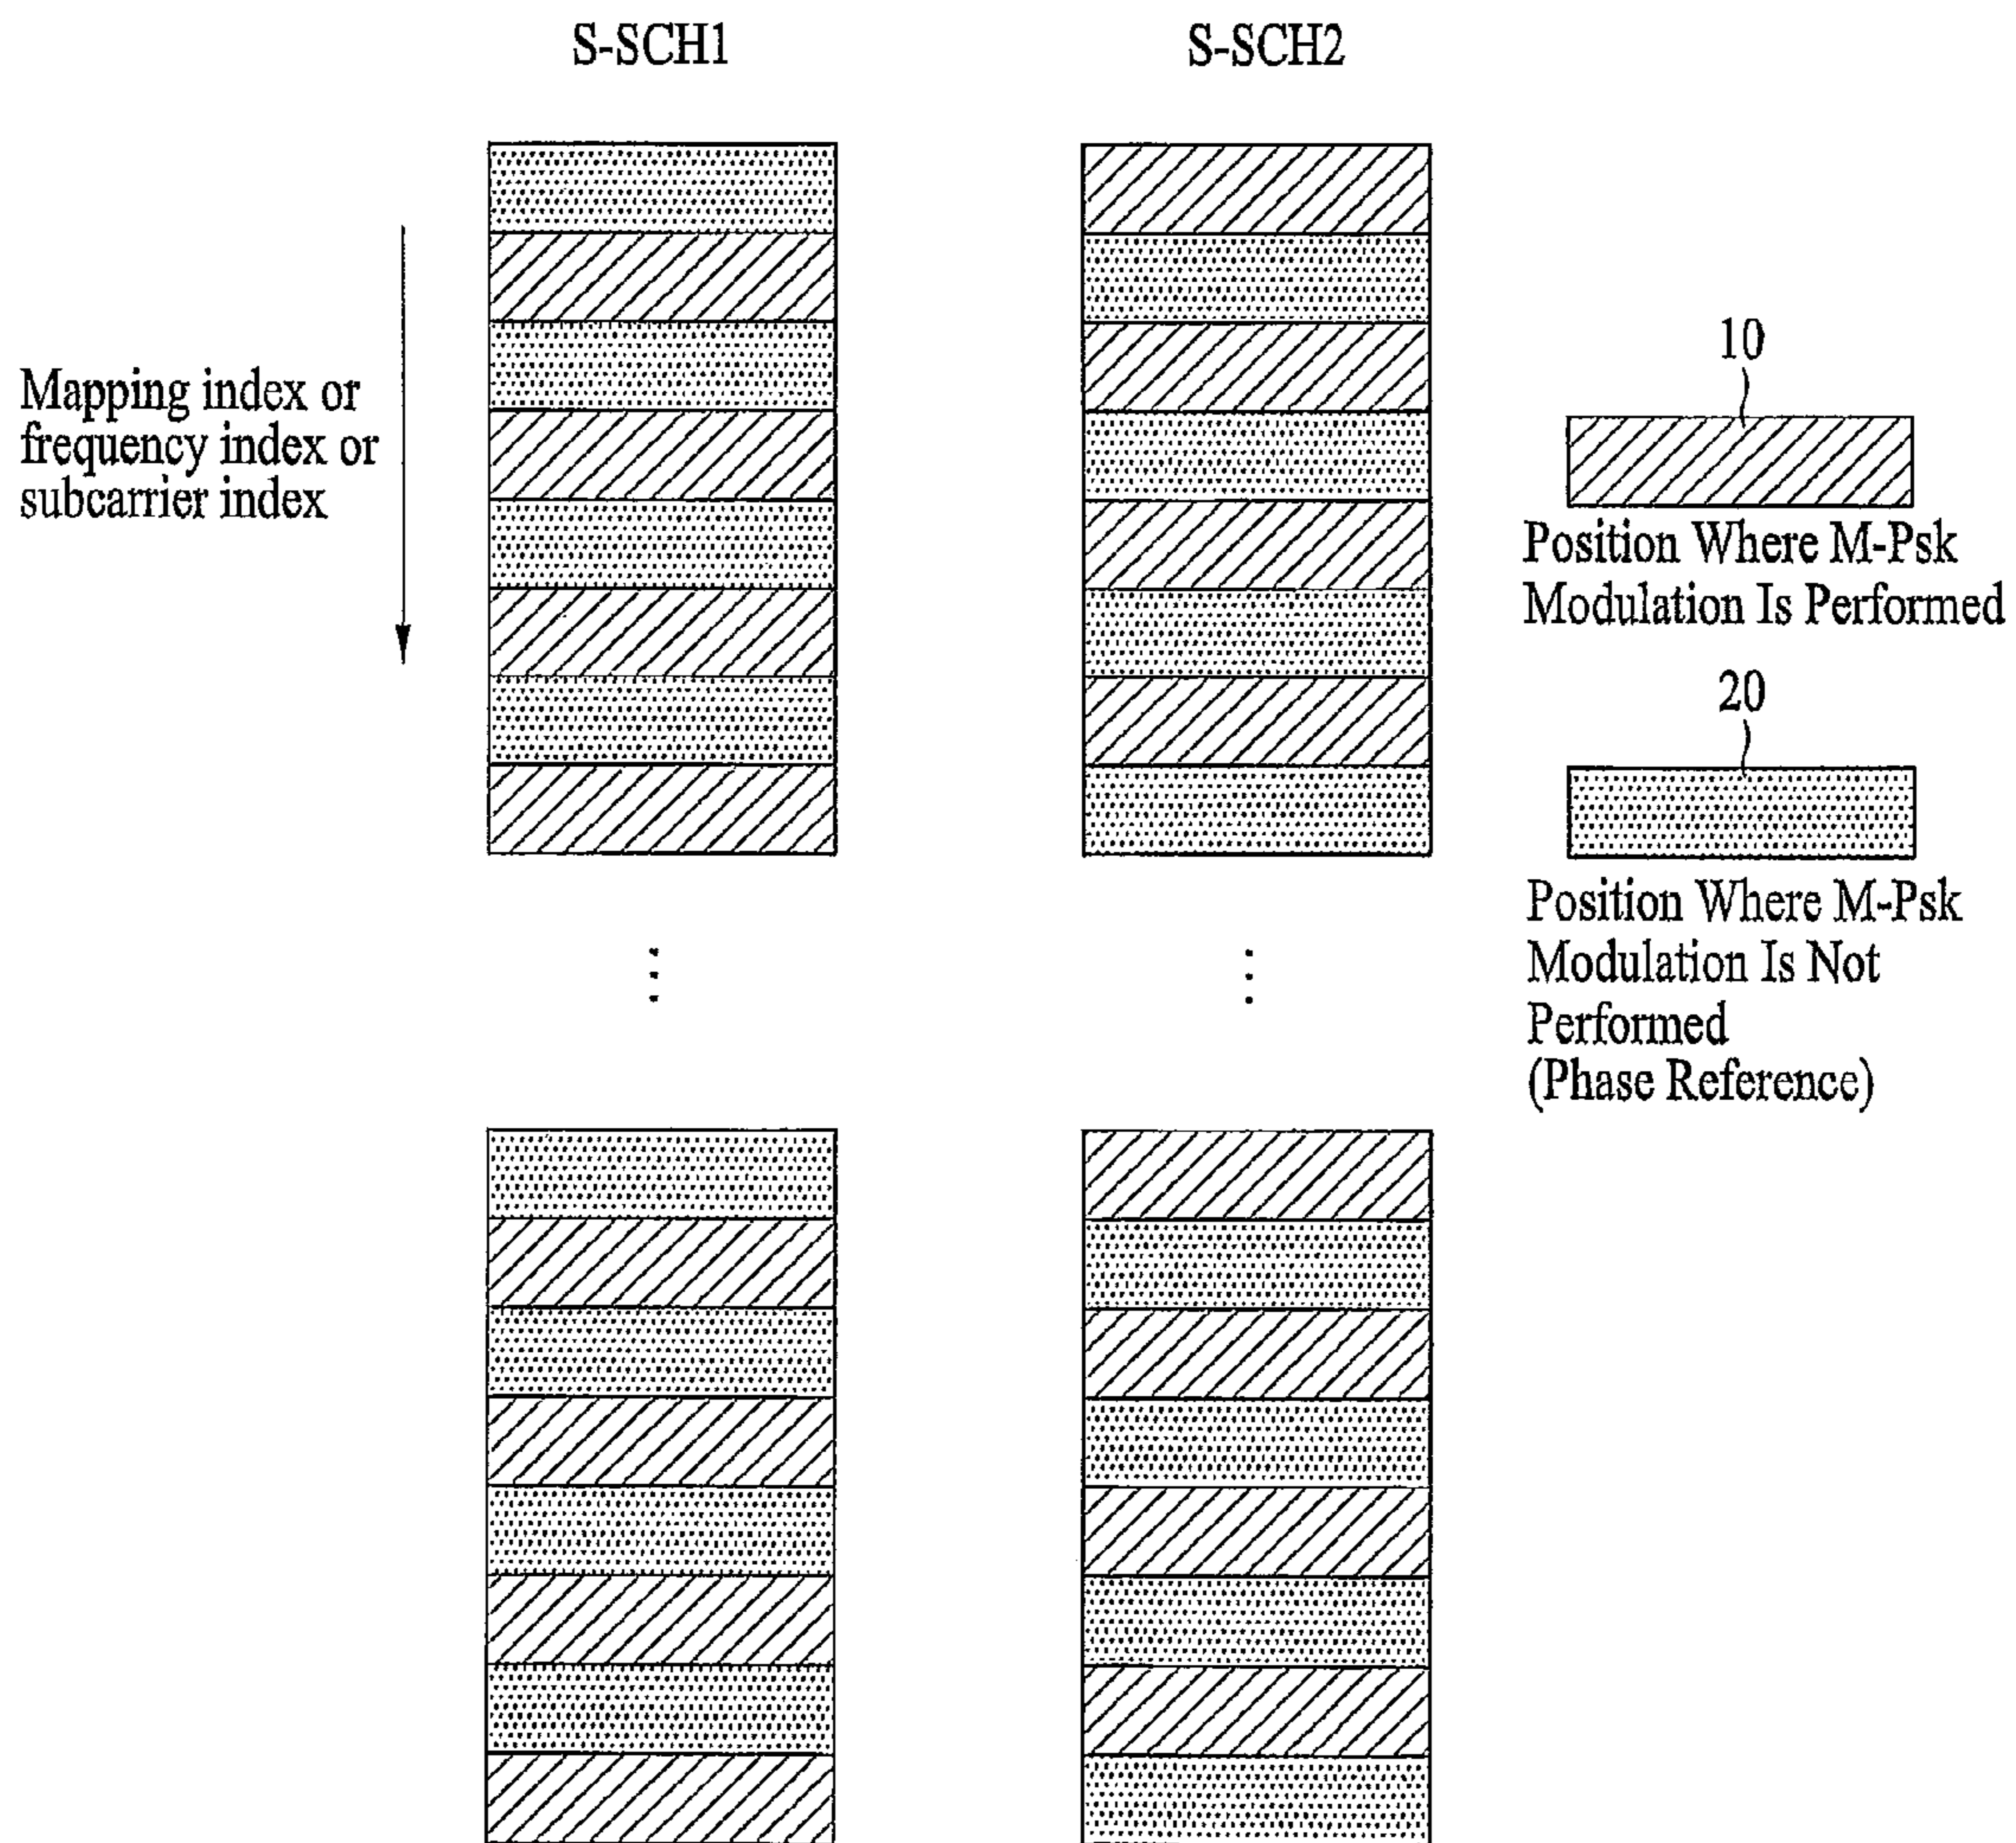 S-SCH1
S-SCH2
Mapping index or
frequency index or
subcarrier index
10
Position Where M-Psk
Modulation Is Performed
20
Position Where M-Psk
Modulation Is Not
Performed
(Phase Reference)